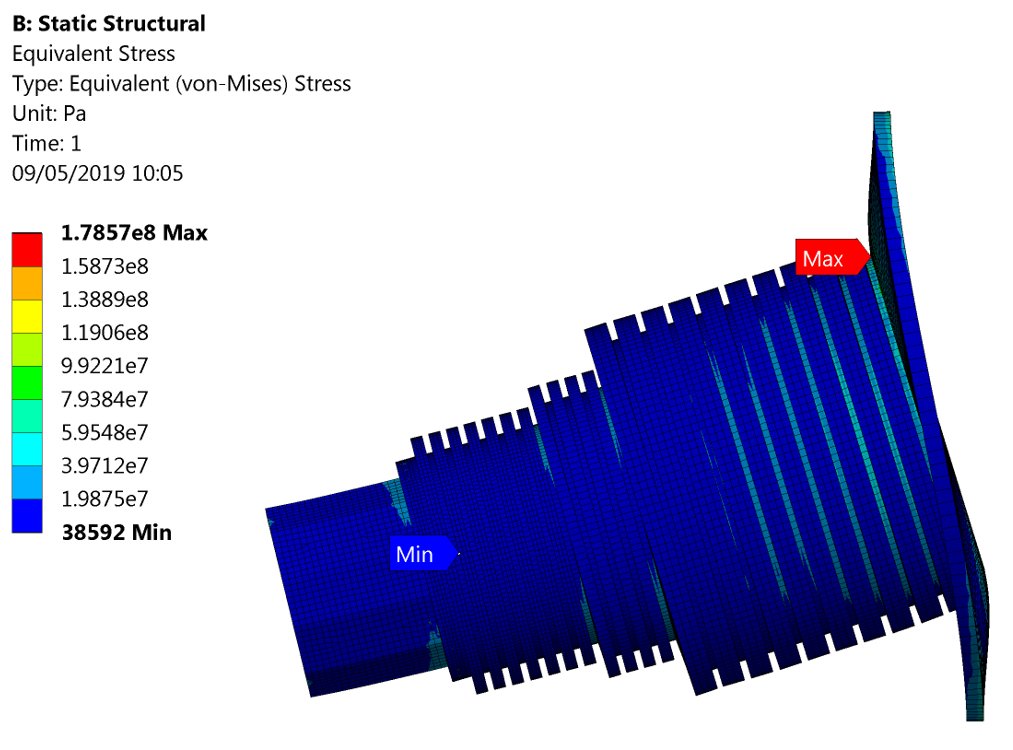 B: Static Structural
Equivalent Stress
Type: Equivalent (von-Mises) Stress
Unit: Pa
Time: 1
09/05/2019 10:05
1.7857e8 Max
1.5873e8
1.3889e8
1.1906e8
9.9221e7
7.9384e7
5.9548e7
3.9712e7
1.9875e7
38592 Min
Max
Min